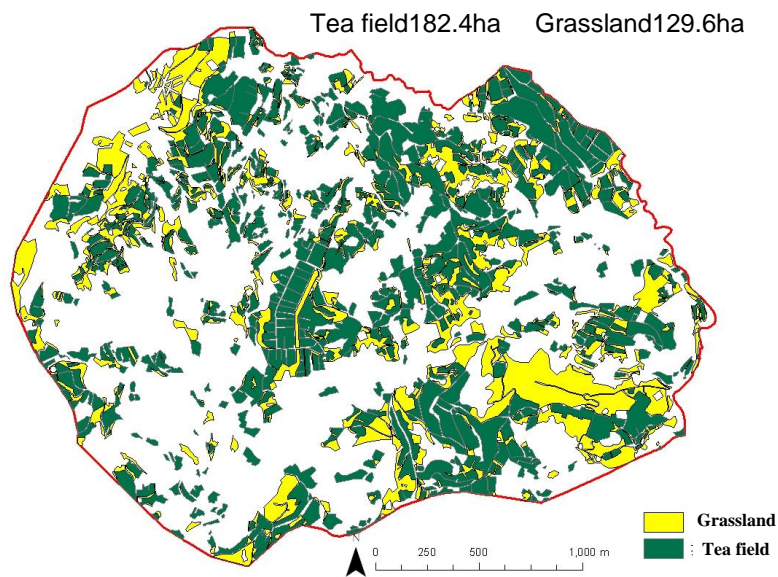 Tea field182.4ha Grassland129.6ha
Grassland
Tea field
N
0 250 500 1,000 m